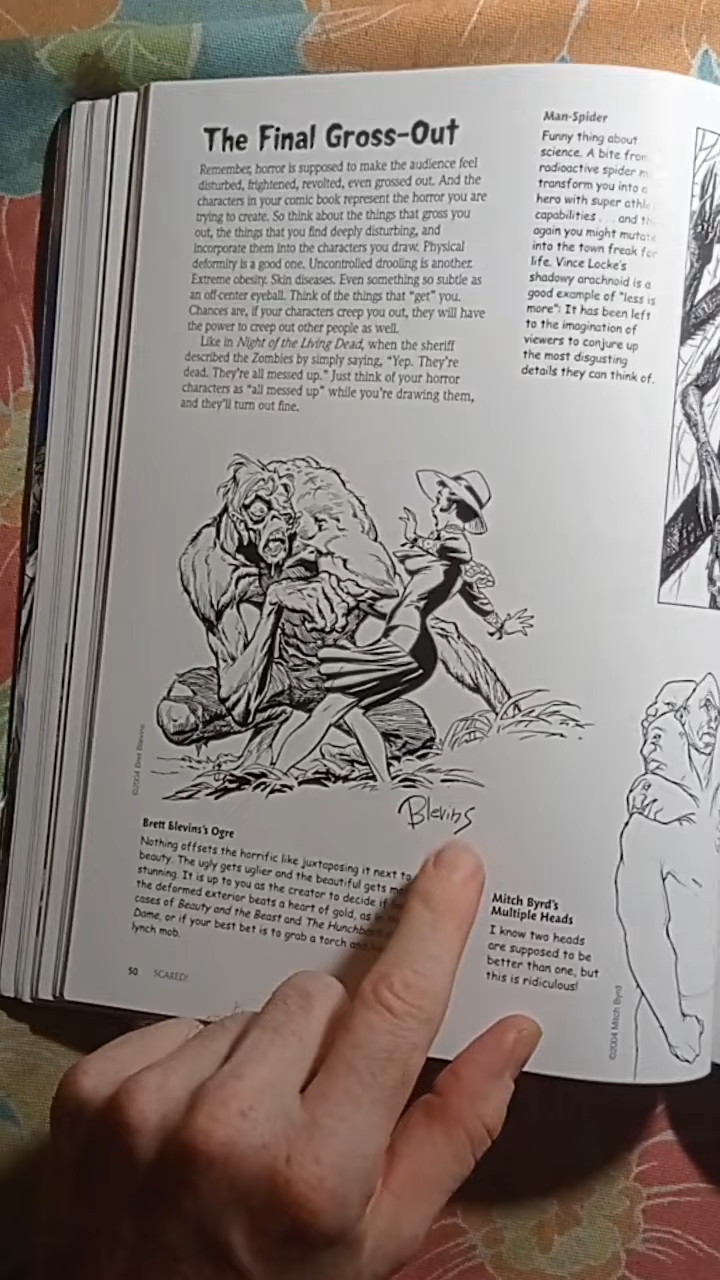 The Final Gross-Out
Remember, horror is supposed to make the audience feel
disturbed, frightened, revolted, even grossed out. And the
characters in your comic book represent the horror you are
trying to create. So think about the things that gross you
out, the things that you find deeply disturbing, and
incorporate them into the characters you draw. Physical
deformity is a good one. Uncontrolled drooling is another.
Extreme obesity. Skin diseases. Even something so subtle as
an off-center eyeball. Think of the things that "get" you.
Chances are, if your characters creep you out, they will have
the power to creep out other people as well.
Like in Night of the Living Dead, when the sheriff
described the Zombies by simply saying, "Yep. They're
dead. They're all messed up." Just think of your horror
characters as "all messed up" while you're drawing them,
and they'll turn out fine.
Man-Spider
Funny thing about
science. A bite from
radioactive spider
transform you into a
hero with super
capabilities . . . and
again you might mutate
into the town freak for
life. Vince Locke's
shadowy arachnoid is a
good example of "less is
more": It has been left
to the imagination of
viewers to conjure up
the most disgusting
details they can think of.
©2004 Bret Blevins
Blevins
Brett Blevins's Ogre
Nothing offsets the horrific like juxtaposing it next to
beauty. The ugly gets uglier and the beautiful gets
stunning. It is up to you as the creator to decide if
the deformed exterior beats a heart of gold, as
cases of Beauty and the Beast and The
Dame, or if your best bet is to grab a torch
lynch mob.
Mitch Byrd's
Multiple Heads
I know two heads
are supposed to be
better than one, but
this is ridiculous!
©2004 Mitch Byrd
50 SCARED!